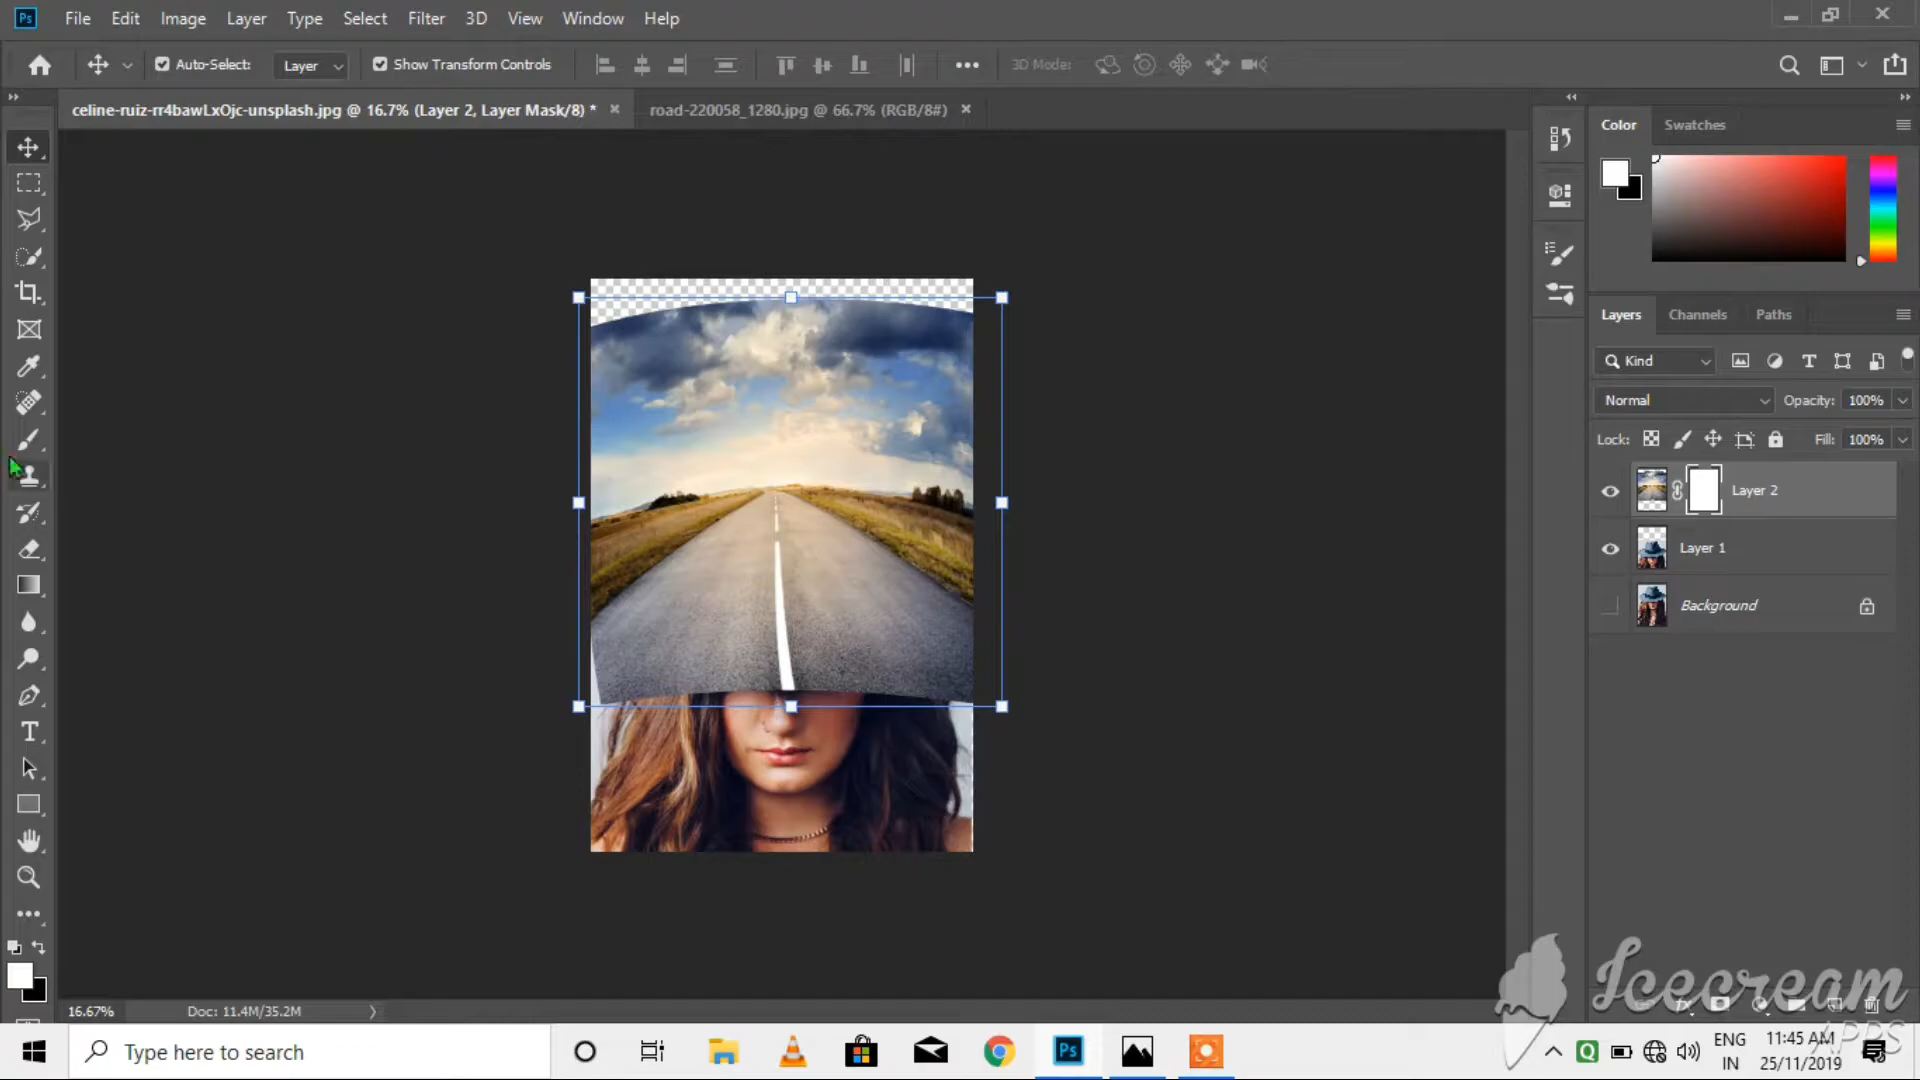 Ps File Edit Image Layer Type Select Filter 3D View Window Help
Auto-Select: Layer Show Transform Controls 3D Mode:
celine-ruiz-rr4bawLxOjc-unsplash.jpg @ 16.7% (Layer 2, Layer Mask/8) * road-220058_1280.jpg @ 66.7% (RGB/8#)
Color Swatches
Layers Channels Paths
Kind
Normal Opacity: 100%
Lock: Fill: 100%
Layer 2
Layer 1
Background
16.67% Doc: 11.4M/35.2M
Icecream
APPS
Type here to search
Ps
ENG
IN
11:45 AM
25/11/2019